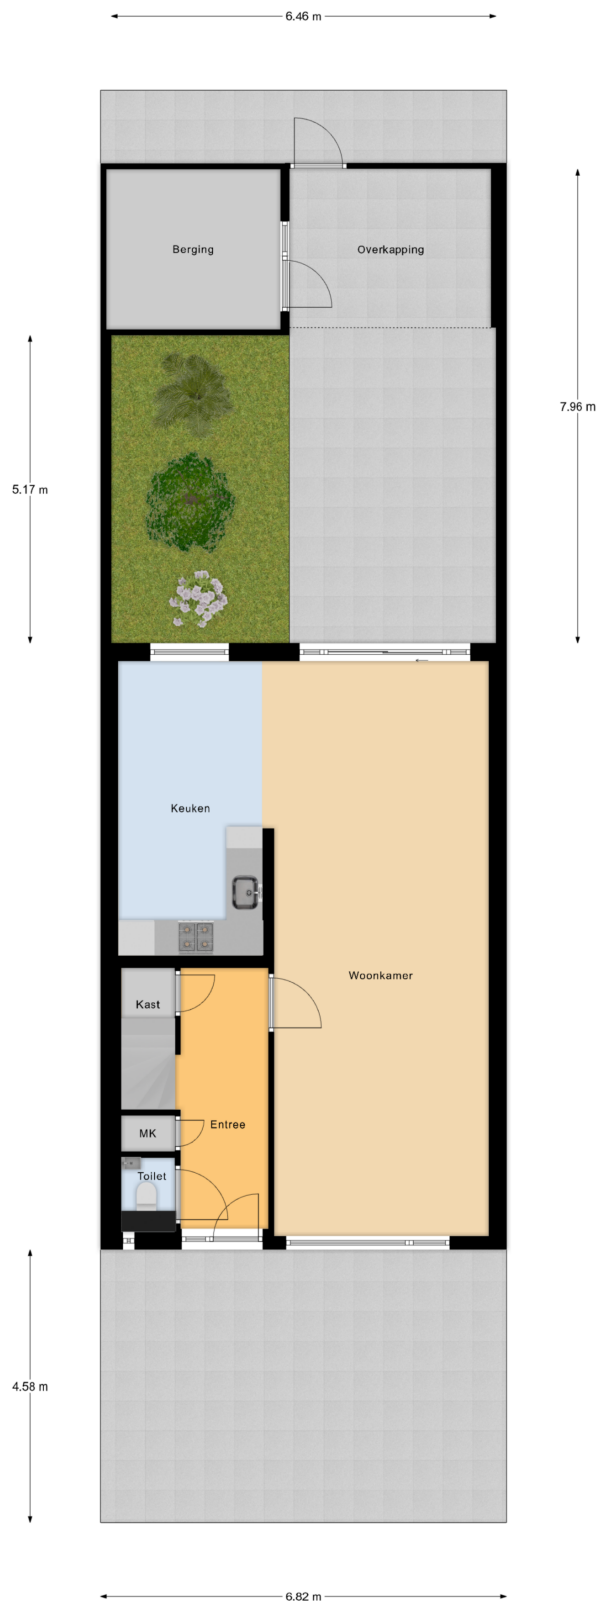 6.46 m
Berging
Overkapping
7.96 m
5.17 m
Keuken
Woonkamer
Kast
Entree
MK
Toilet
4.58 m
6.82 m